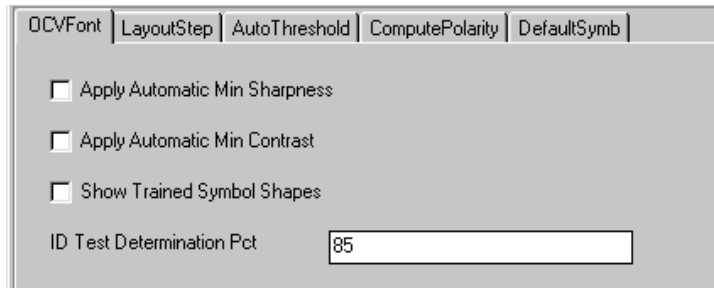 OCVFont LayoutStep AutoThreshold ComputePolarity DefaultSymb
Apply Automatic Min Sharpness
Apply Automatic Min Contrast
Show Trained Symbol Shapes
ID Test Determination Pct 85